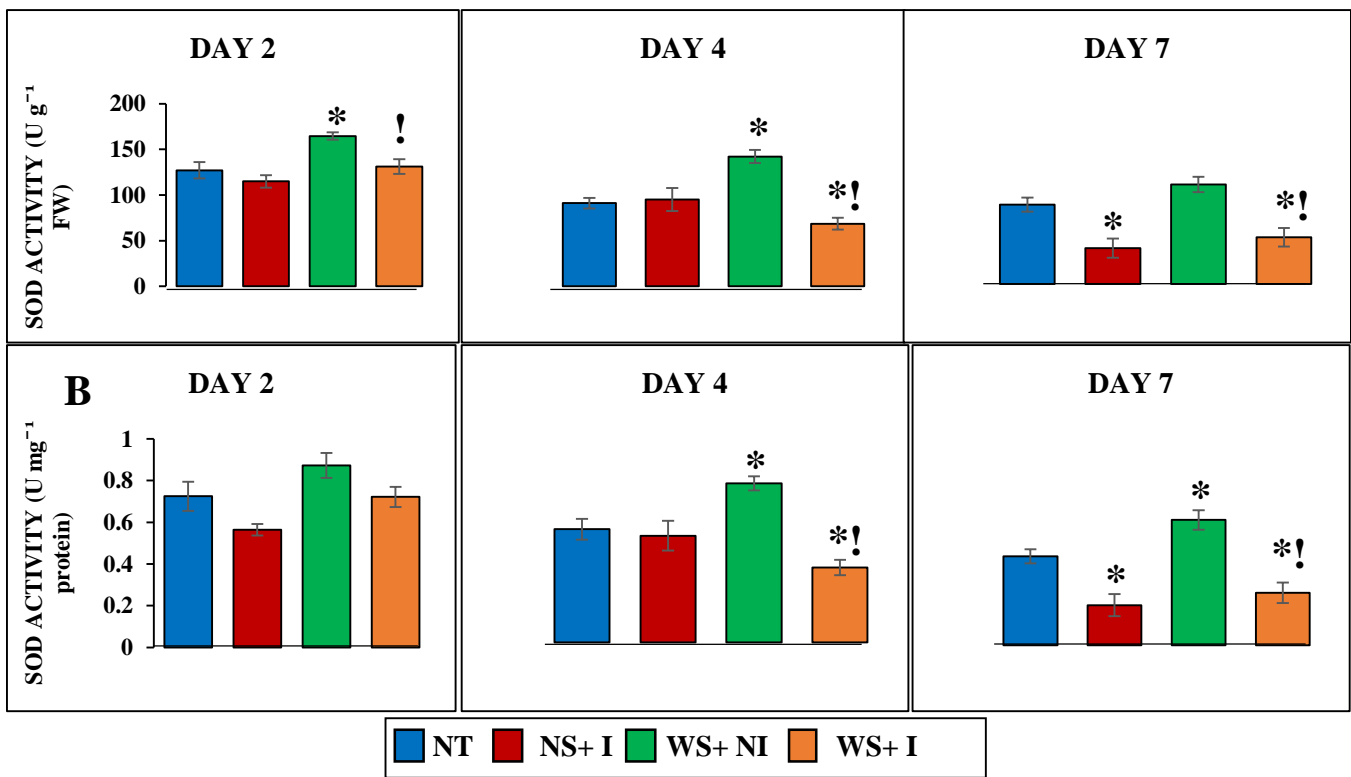 DAY 2
DAY 4
DAY 7
SOD ACTIVITY (U g⁻¹
FW)
200
150
100
50
0
*
!
*
*!
*
*!
B
DAY 2
DAY 4
DAY 7
SOD ACTIVITY (U mg⁻¹
protein)
1
0.8
0.6
0.4
0.2
0
*
*!
*
*
*!
NT NS+ I WS+ NI WS+ I